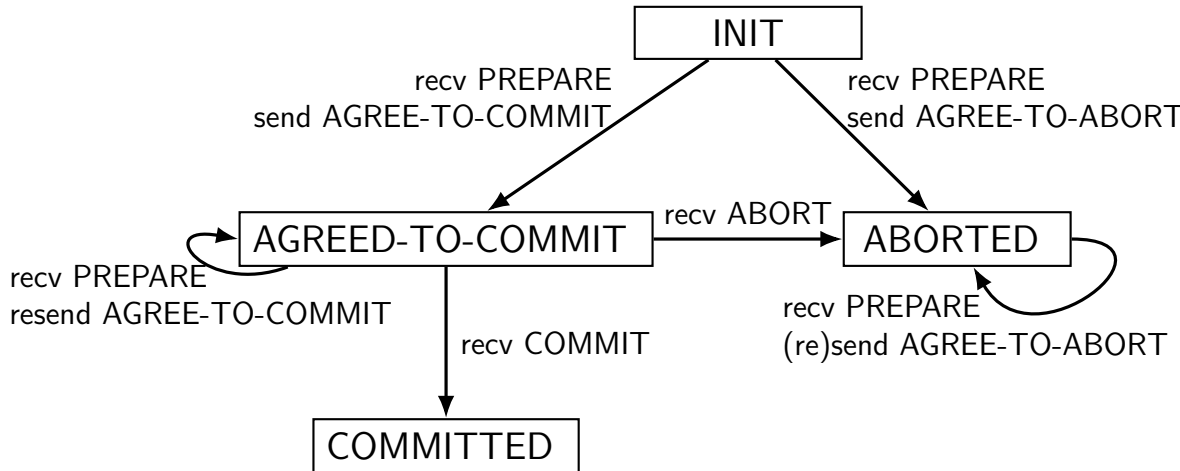 INIT
recv PREPARE
send AGREE-TO-COMMIT
recv PREPARE
send AGREE-TO-ABORT
AGREED-TO-COMMIT
recv ABORT
ABORTED
recv PREPARE
resend AGREE-TO-COMMIT
recv COMMIT
recv PREPARE
(re)send AGREE-TO-ABORT
COMMITTED